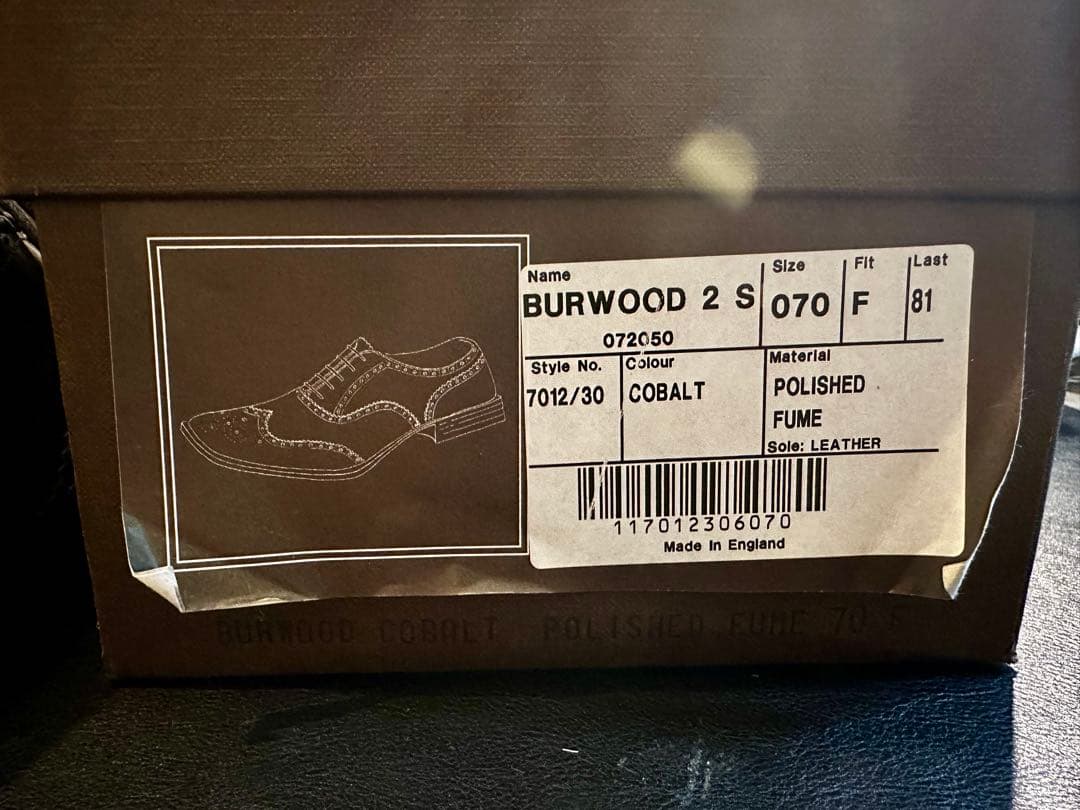 Name
BURWOOD 2 S
072050
Size
070
Fit
F
Last
81
Style No.
7012/30
Colour
COBALT
Material
POLISHED
FUME
Sole: LEATHER
117012306070
Made In England
BURWOOD COBALT POLISHED FUME 70 F